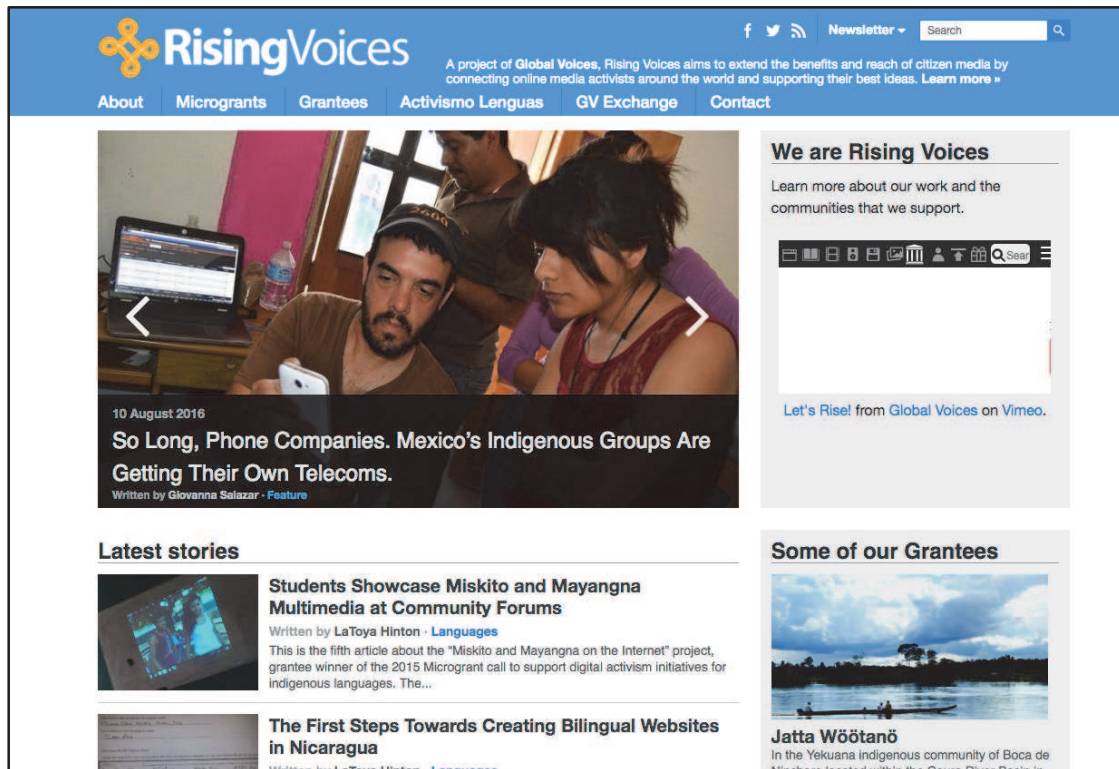 RisingVoices
Newsletter
Search
A project of Global Voices, Rising Voices aims to extend the benefits and reach of citizen media by
connecting online media activists around the world and supporting their best ideas. Learn more »
About Microgrants Grantees Activismo Lenguas GV Exchange Contact
2600
10 August 2016
So Long, Phone Companies. Mexico's Indigenous Groups Are
Getting Their Own Telecoms.
Written by Giovanna Salazar · Feature
We are Rising Voices
Learn more about our work and the
communities that we support.
Sear
Let's Rise! from Global Voices on Vimeo.
Latest stories
Students Showcase Miskito and Mayangna
Multimedia at Community Forums
Written by LaToya Hinton · Languages
This is the fifth article about the "Miskito and Mayangna on the Internet" project,
grantee winner of the 2015 Microgrant call to support digital activism initiatives for
indigenous languages. The...
The First Steps Towards Creating Bilingual Websites
in Nicaragua
Some of our Grantees
Jatta Wöötanö
In the Yekuana indigenous community of Boca de